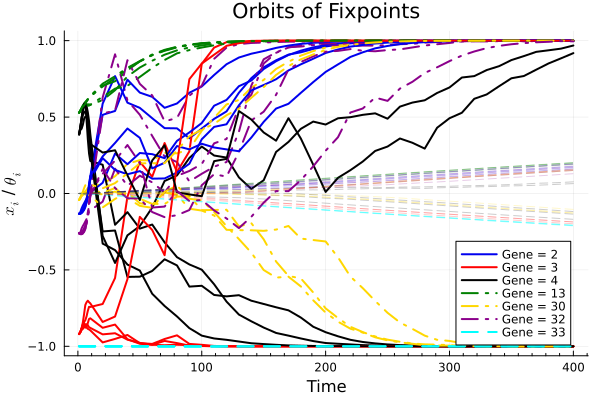 Orbits of Fixpoints
x_i / θ_i
1.0
0.5
0.0
−0.5
−1.0
0
100
200
300
400
Time
Gene = 2
Gene = 3
Gene = 4
Gene = 13
Gene = 30
Gene = 32
Gene = 33